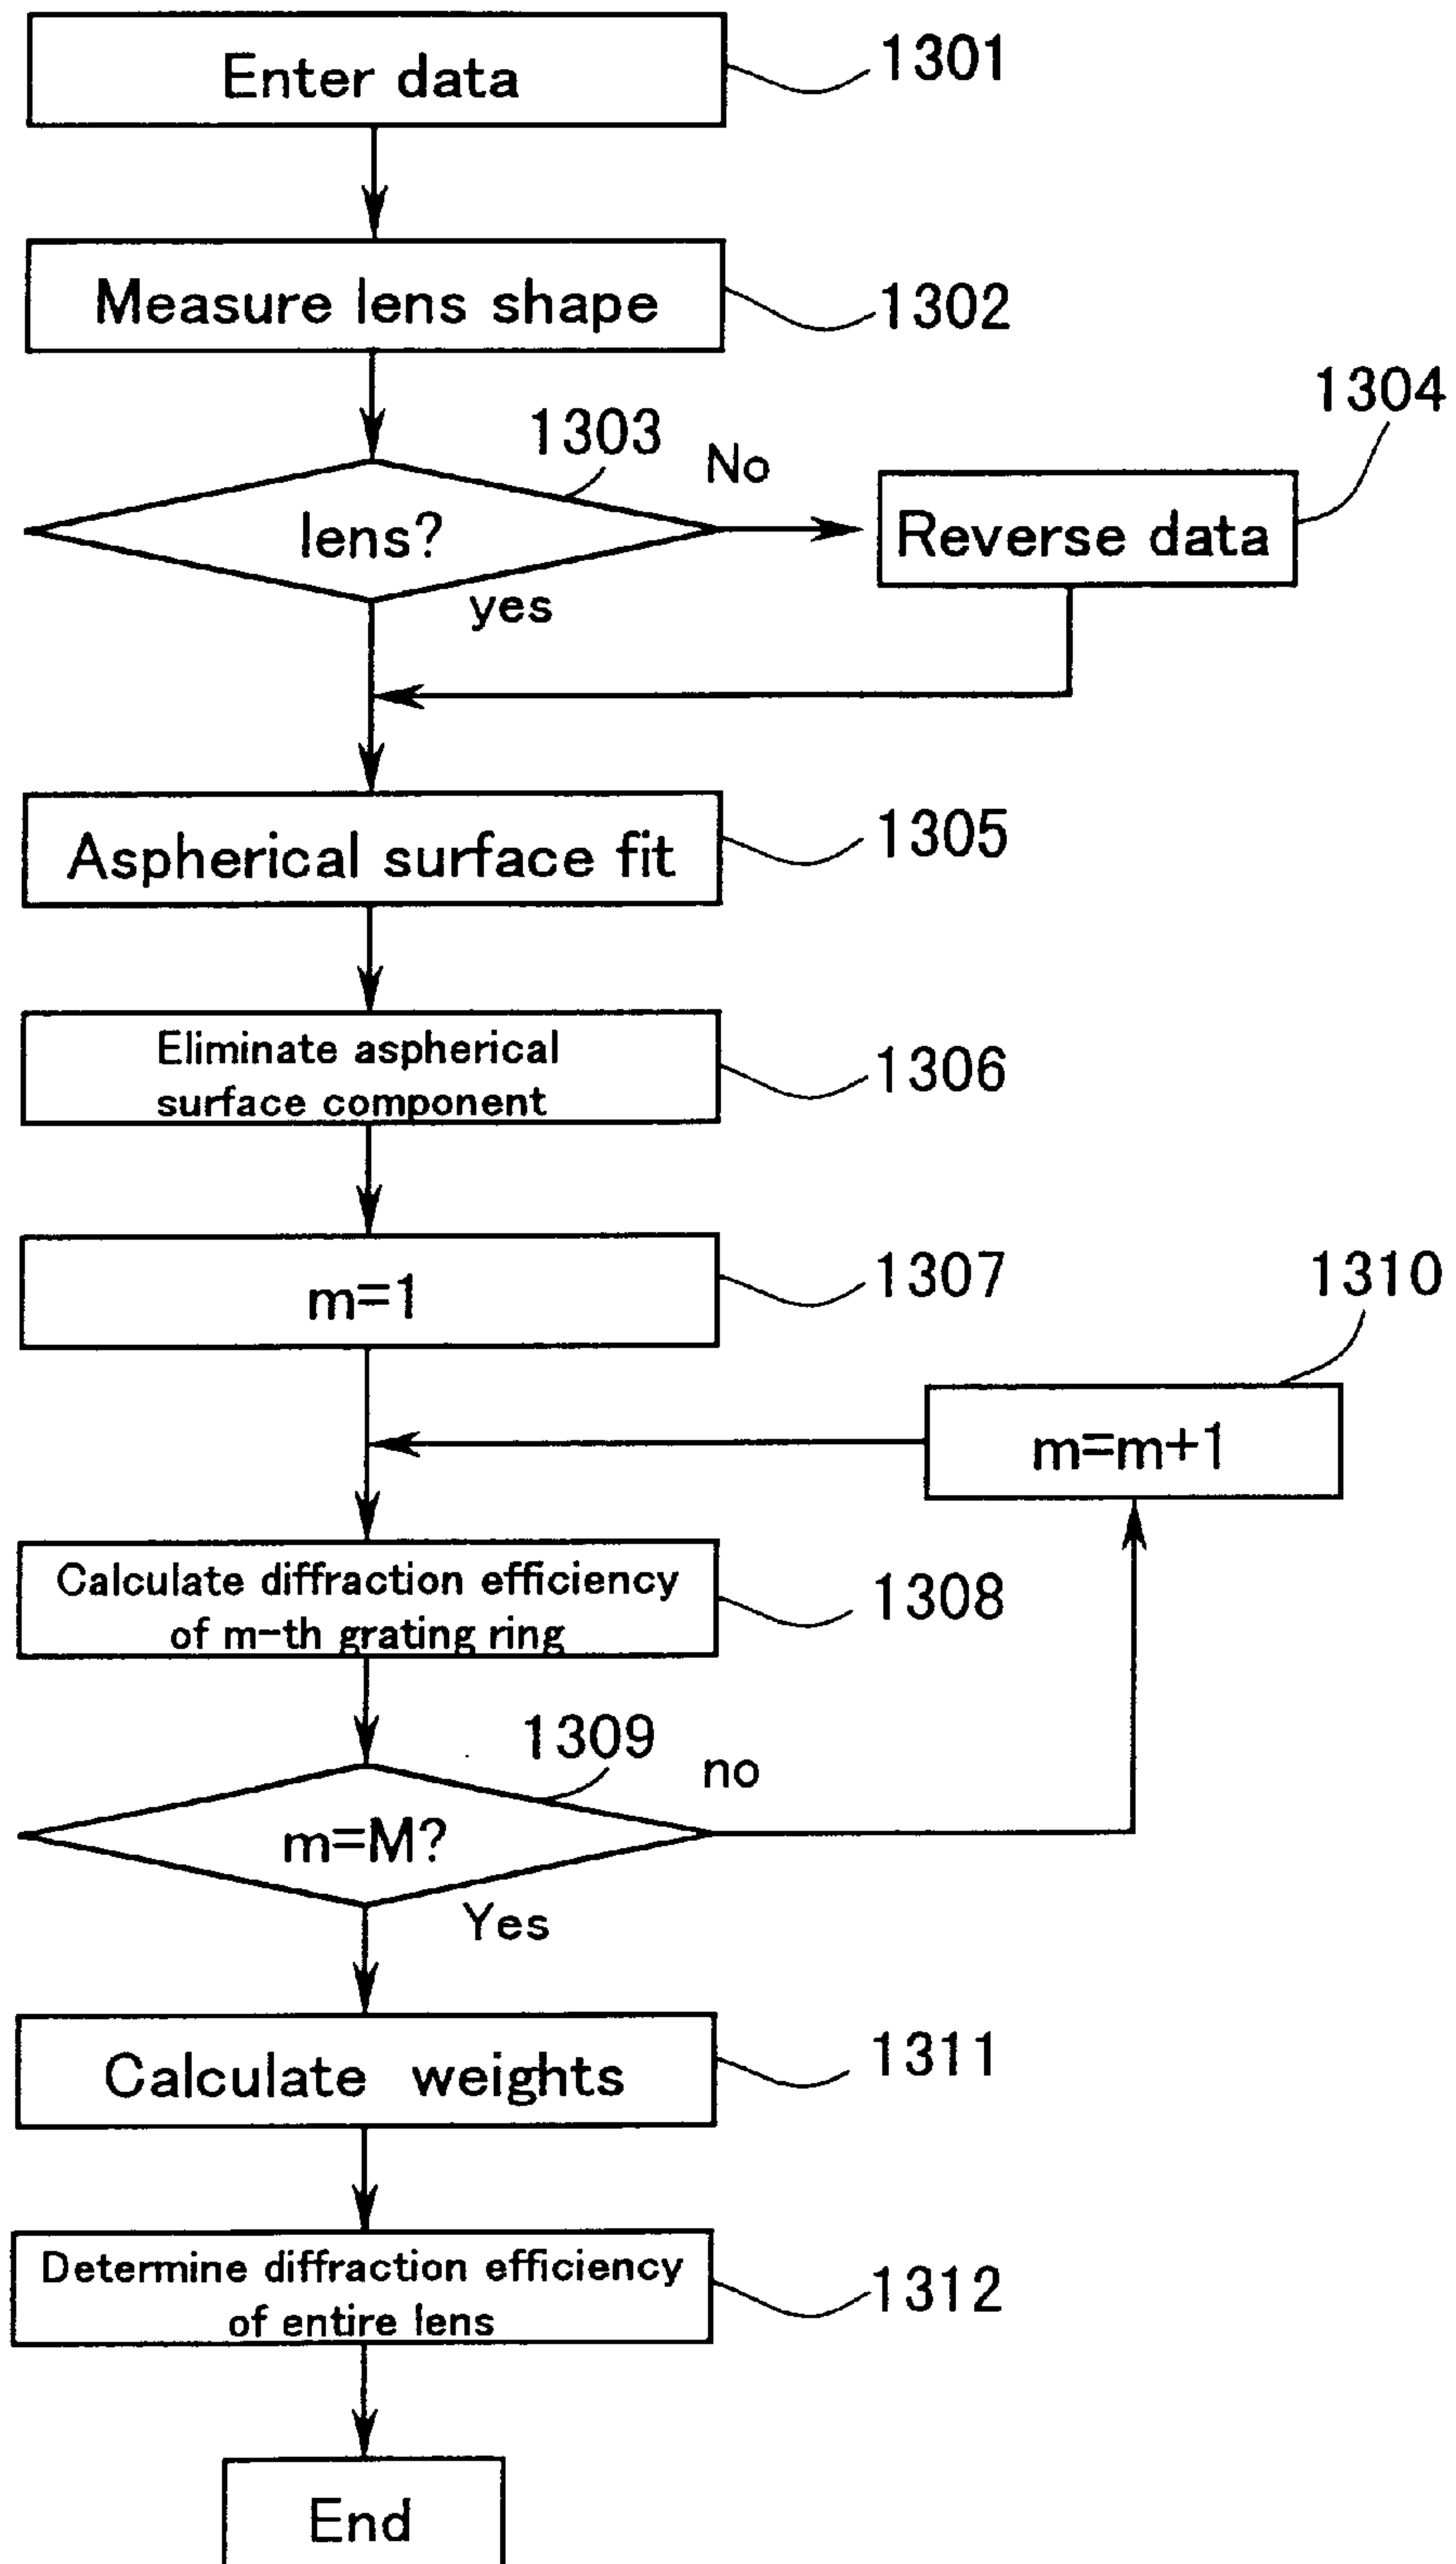 Enter data
1301
Measure lens shape
1302
1303
lens?
No
yes
1304
Reverse data
Aspherical surface fit
1305
Eliminate aspherical
surface component
1306
m=1
1307
1310
m=m+1
Calculate diffraction efficiency
of m-th grating ring
1308
1309
m=M?
no
Yes
Calculate weights
1311
Determine diffraction efficiency
of entire lens
1312
End